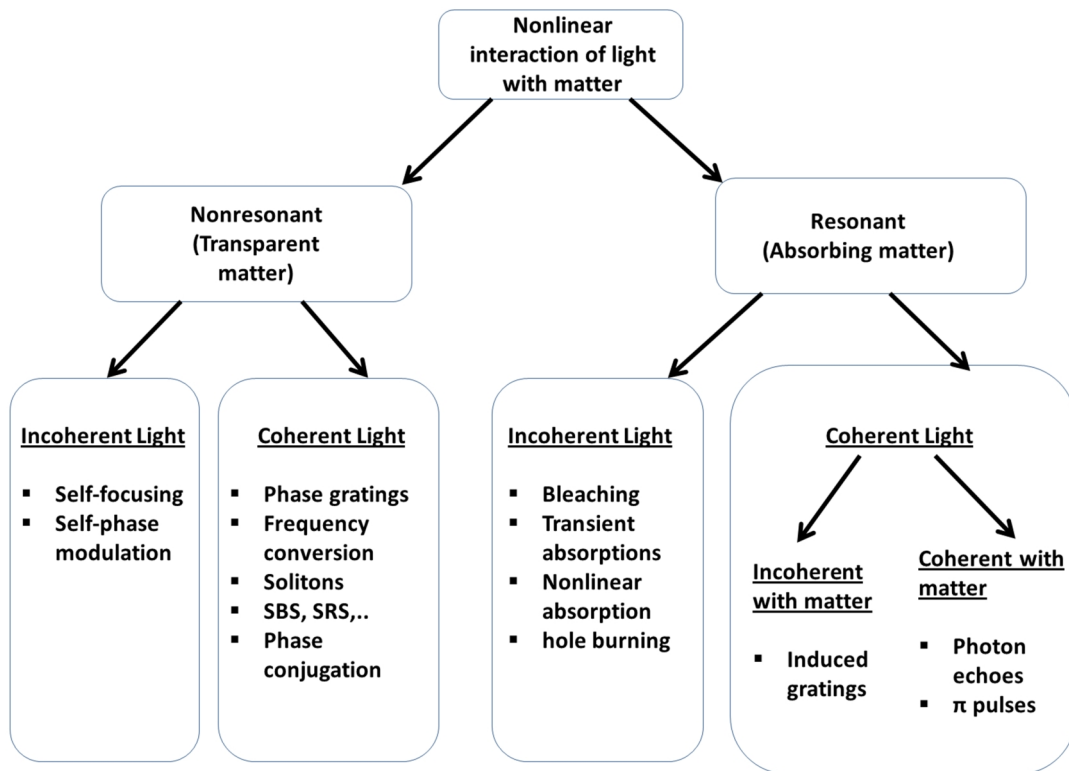 Nonlinear
interaction of light
with matter
Nonresonant
(Transparent
matter)
Resonant
(Absorbing matter)
Incoherent Light
▪ Self-focusing
▪ Self-phase
modulation
Coherent Light
▪ Phase gratings
▪ Frequency
conversion
▪ Solitons
▪ SBS, SRS,..
▪ Phase
conjugation
Incoherent Light
▪ Bleaching
▪ Transient
absorptions
▪ Nonlinear
absorption
▪ hole burning
Coherent Light
Incoherent
with matter
▪ Induced
gratings
Coherent with
matter
▪ Photon
echoes
▪ π pulses